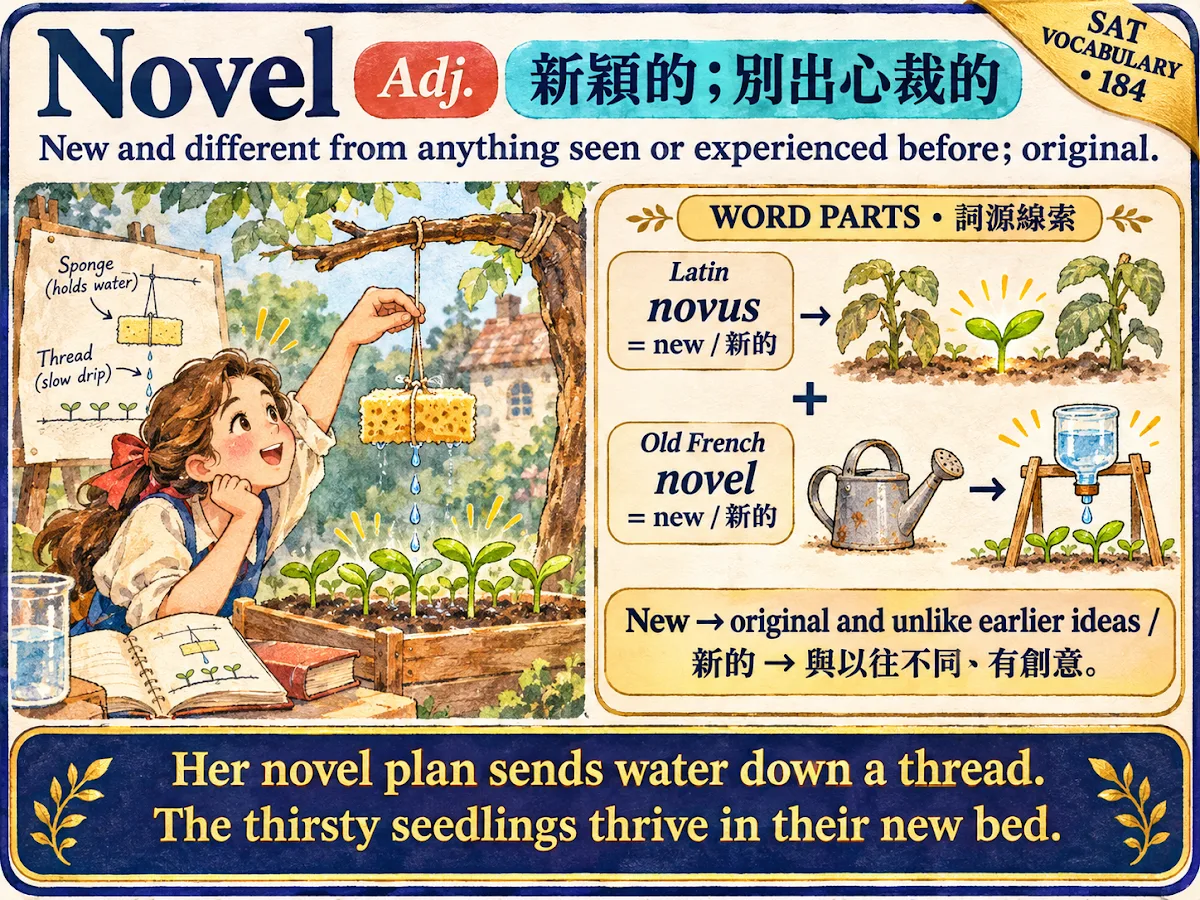 Novel Adj. 新穎的；別出心裁的
SAT
VOCABULARY
• 184
New and different from anything seen or experienced before; original.
Sponge
(holds water)
Thread
(slow drip)
WORD PARTS • 詞源線索
Latin
novus
= new / 新的
+
Old French
novel
= new / 新的
New → original and unlike earlier ideas /
新的 → 與以往不同、有創意。
Her novel plan sends water down a thread.
The thirsty seedlings thrive in their new bed.